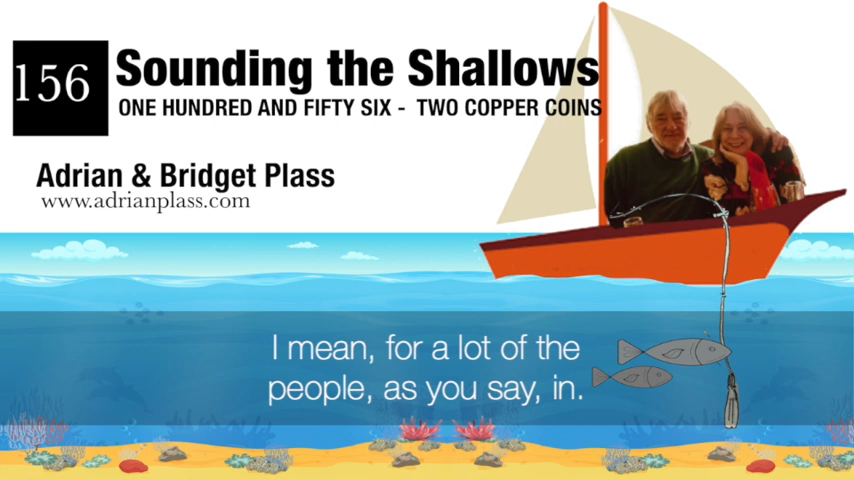 156
Sounding the Shallows
ONE HUNDRED AND FIFTY SIX - TWO COPPER COINS
Adrian & Bridget Plass
www.adrianplass.com
I mean, for a lot of the
people, as you say, in.